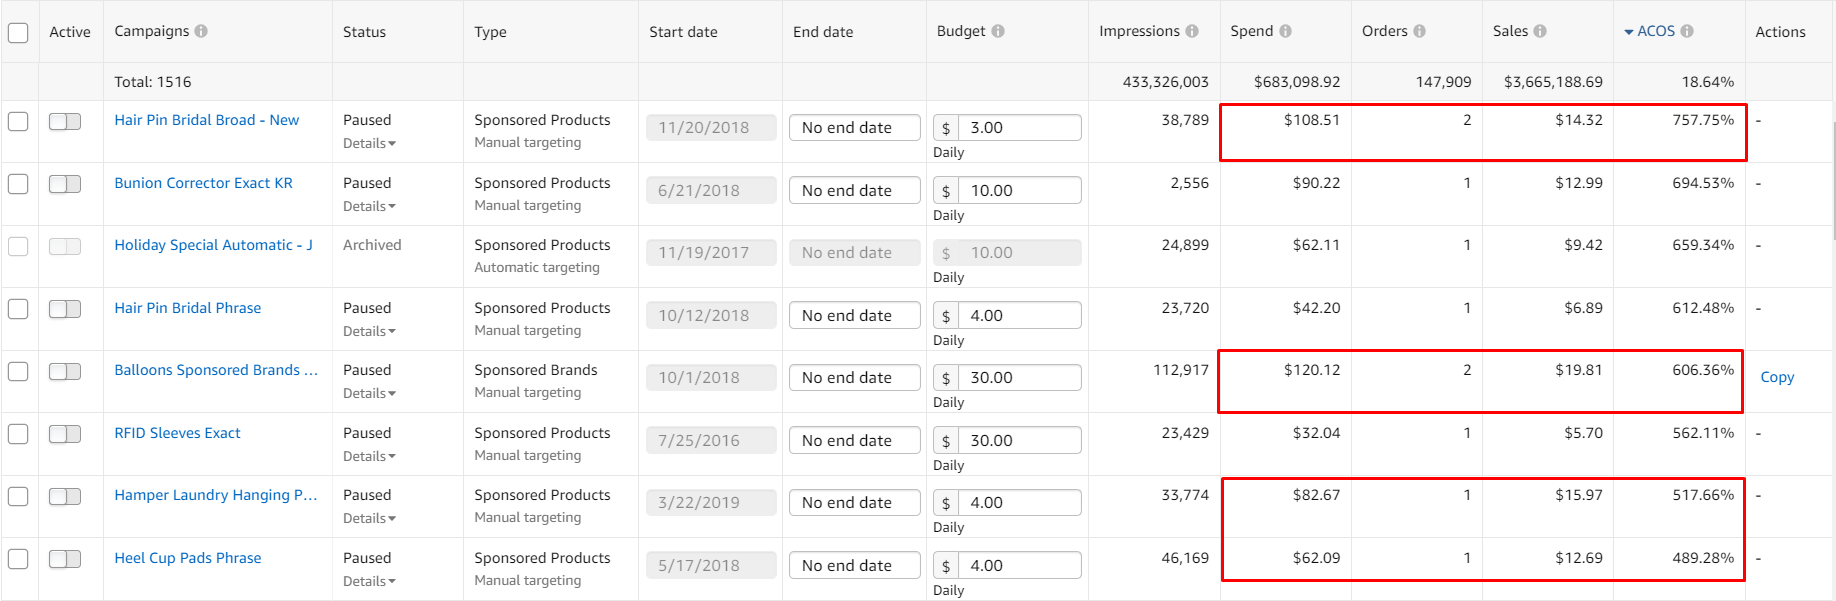 Active Campaigns Status Type Start date End date Budget Impressions Spend Orders Sales ACOS Actions
Total: 1516 433,326,003 $683,098.92 147,909 $3,665,188.69 18.64%
Hair Pin Bridal Broad - New Paused Sponsored Products 11/20/2018 No end date $ 3.00 38,789 $108.51 2 $14.32 757.75% -
Details Manual targeting Daily
Bunion Corrector Exact KR Paused Sponsored Products 6/21/2018 No end date $ 10.00 2,556 $90.22 1 $12.99 694.53% -
Details Manual targeting Daily
Holiday Special Automatic - J Archived Sponsored Products 11/19/2017 No end date $ 10.00 24,899 $62.11 1 $9.42 659.34% -
Automatic targeting Daily
Hair Pin Bridal Phrase Paused Sponsored Products 10/12/2018 No end date $ 4.00 23,720 $42.20 1 $6.89 612.48% -
Details Manual targeting Daily
Balloons Sponsored Brands ... Paused Sponsored Brands 10/1/2018 No end date $ 30.00 112,917 $120.12 2 $19.81 606.36% Copy
Details Manual targeting Daily
RFID Sleeves Exact Paused Sponsored Products 7/25/2016 No end date $ 30.00 23,429 $32.04 1 $5.70 562.11% -
Details Manual targeting Daily
Hamper Laundry Hanging P... Paused Sponsored Products 3/22/2019 No end date $ 4.00 33,774 $82.67 1 $15.97 517.66% -
Details Manual targeting Daily
Heel Cup Pads Phrase Paused Sponsored Products 5/17/2018 No end date $ 4.00 46,169 $62.09 1 $12.69 489.28% -
Details Manual targeting Daily